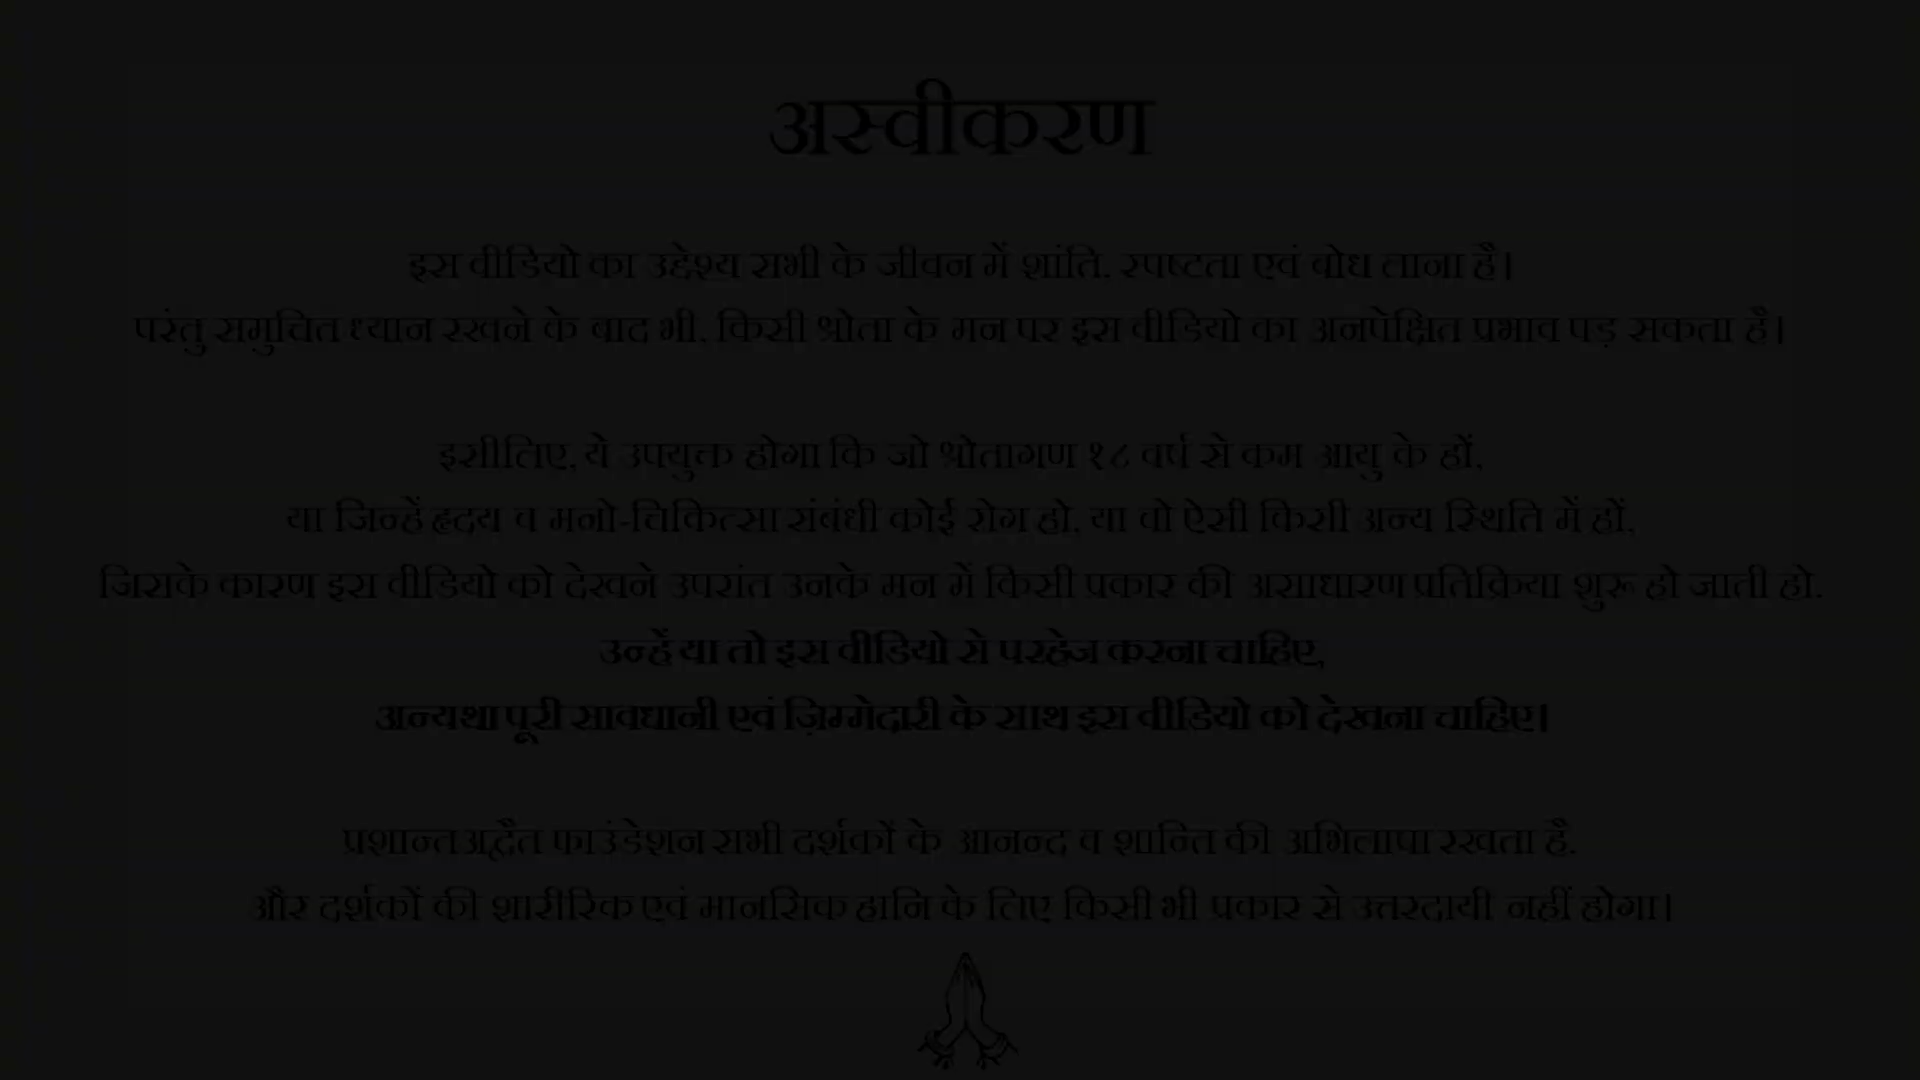 अस्वीकरण
इस वीडियो का उद्देश्य सभी के जीवन में शांति, स्पष्टता एवं बोध लाना है।
परंतु समुचित ध्यान रखने के बाद भी, किसी श्रोता के मन पर इस वीडियो का अनपेक्षित प्रभाव पड़ सकता है।
इसीलिए, ये उपयुक्त होगा कि जो श्रोतागण १८ वर्ष से कम आयु के हों,
या जिन्हें हृदय व मनो-चिकित्सा संबंधी कोई रोग हो, या वो ऐसी किसी अन्य स्थिति में हों,
जिसके कारण इस वीडियो को देखने उपरांत उनके मन में किसी प्रकार की असाधारण प्रतिक्रिया शुरू हो जाती हो,
उन्हें या तो इस वीडियो से परहेज करना चाहिए,
अन्यथा पूरी सावधानी एवं ज़िम्मेदारी के साथ इस वीडियो को देखना चाहिए।
प्रशान्तअद्वैत फाउंडेशन सभी दर्शकों के आनन्द व शान्ति की अभिलाषा रखता है,
और दर्शकों की शारीरिक एवं मानसिक हानि के लिए किसी भी प्रकार से उत्तरदायी नहीं होगा।